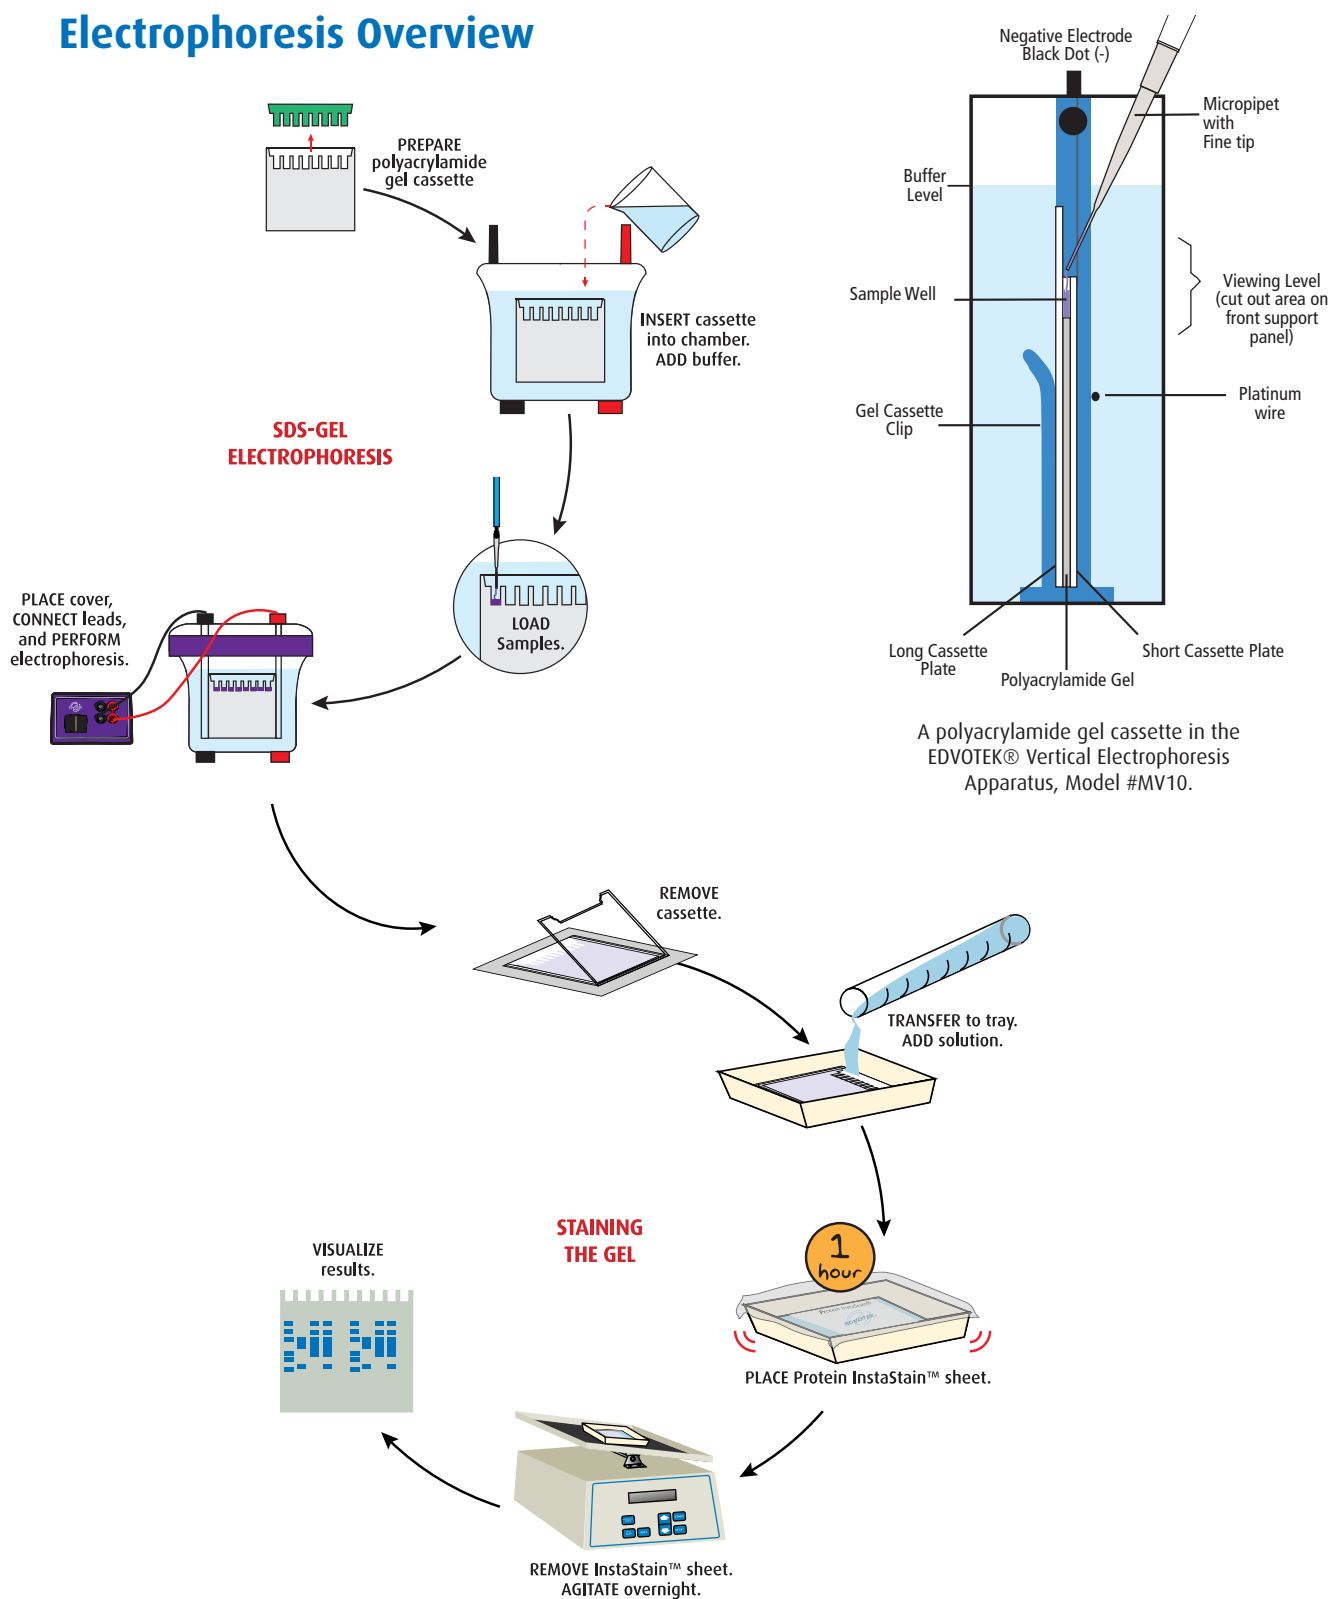 Electrophoresis Overview
PREPARE
polyacrylamide
gel cassette
INSERT cassette
into chamber.
ADD buffer.
SDS-GEL
ELECTROPHORESIS
LOAD
Samples.
PLACE cover,
CONNECT leads,
and PERFORM
electrophoresis.
Negative Electrode
Black Dot (-)
Micropipet
with
Fine tip
Buffer
Level
Sample Well
Viewing Level
(cut out area on
front support
panel)
Gel Cassette
Clip
Platinum
wire
Long Cassette
Plate
Short Cassette Plate
Polyacrylamide Gel
A polyacrylamide gel cassette in the
EDVOTEK® Vertical Electrophoresis
Apparatus, Model #MV10.
REMOVE
cassette.
TRANSFER to tray.
ADD solution.
STAINING
THE GEL
1
hour
Protein InstaStain®
EDVOTEK
PLACE Protein InstaStain™ sheet.
REMOVE InstaStain™ sheet.
AGITATE overnight.
VISUALIZE
results.